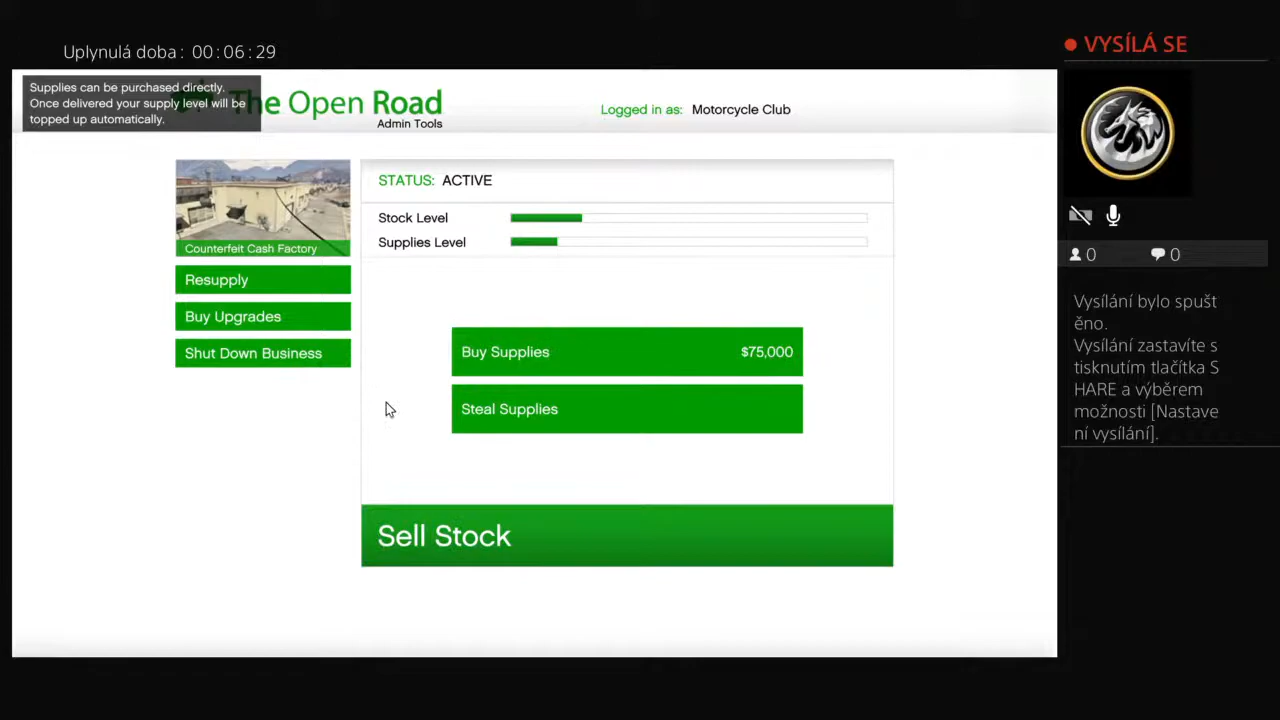 Uplynulá doba: 00:06:29
VYSÍLÁ SE
Supplies can be purchased directly.
Once delivered your supply level will be
topped up automatically.
The Open Road
Admin Tools
Logged in as: Motorcycle Club
STATUS: ACTIVE
Stock Level
Supplies Level
Counterfeit Cash Factory
Resupply
Buy Upgrades
Shut Down Business
Buy Supplies $75,000
Steal Supplies
Sell Stock
0 0
Vysílání bylo spušt
ěno.
Vysílání zastavíte s
tisknutím tlačítka S
HARE a výběrem
možnosti [Nastave
ní vysílání].